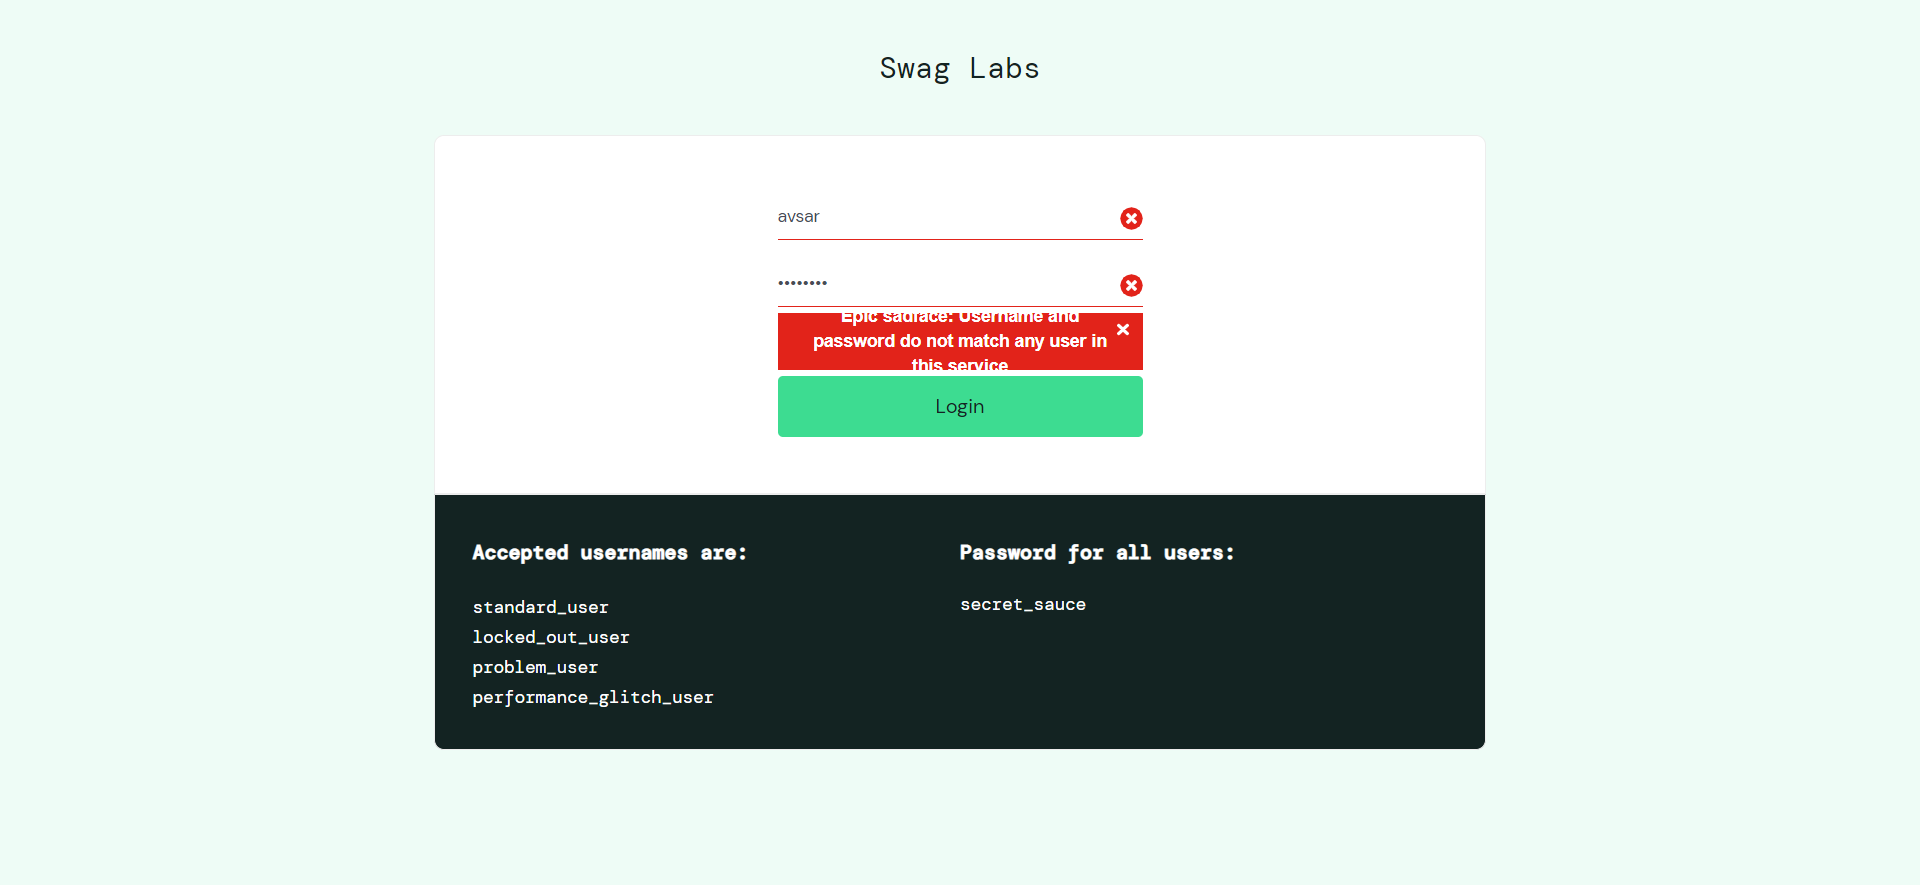 Swag Labs
avsar
••••••••
Epic sadface: Username and
password do not match any user in
this service
Login
Accepted usernames are:
standard_user
locked_out_user
problem_user
performance_glitch_user
Password for all users:
secret_sauce